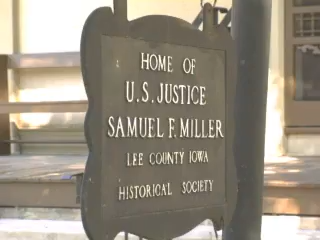 HOME OF
U.S. JUSTICE
SAMUEL F. MILLER
LEE COUNTY IOWA
HISTORICAL SOCIETY